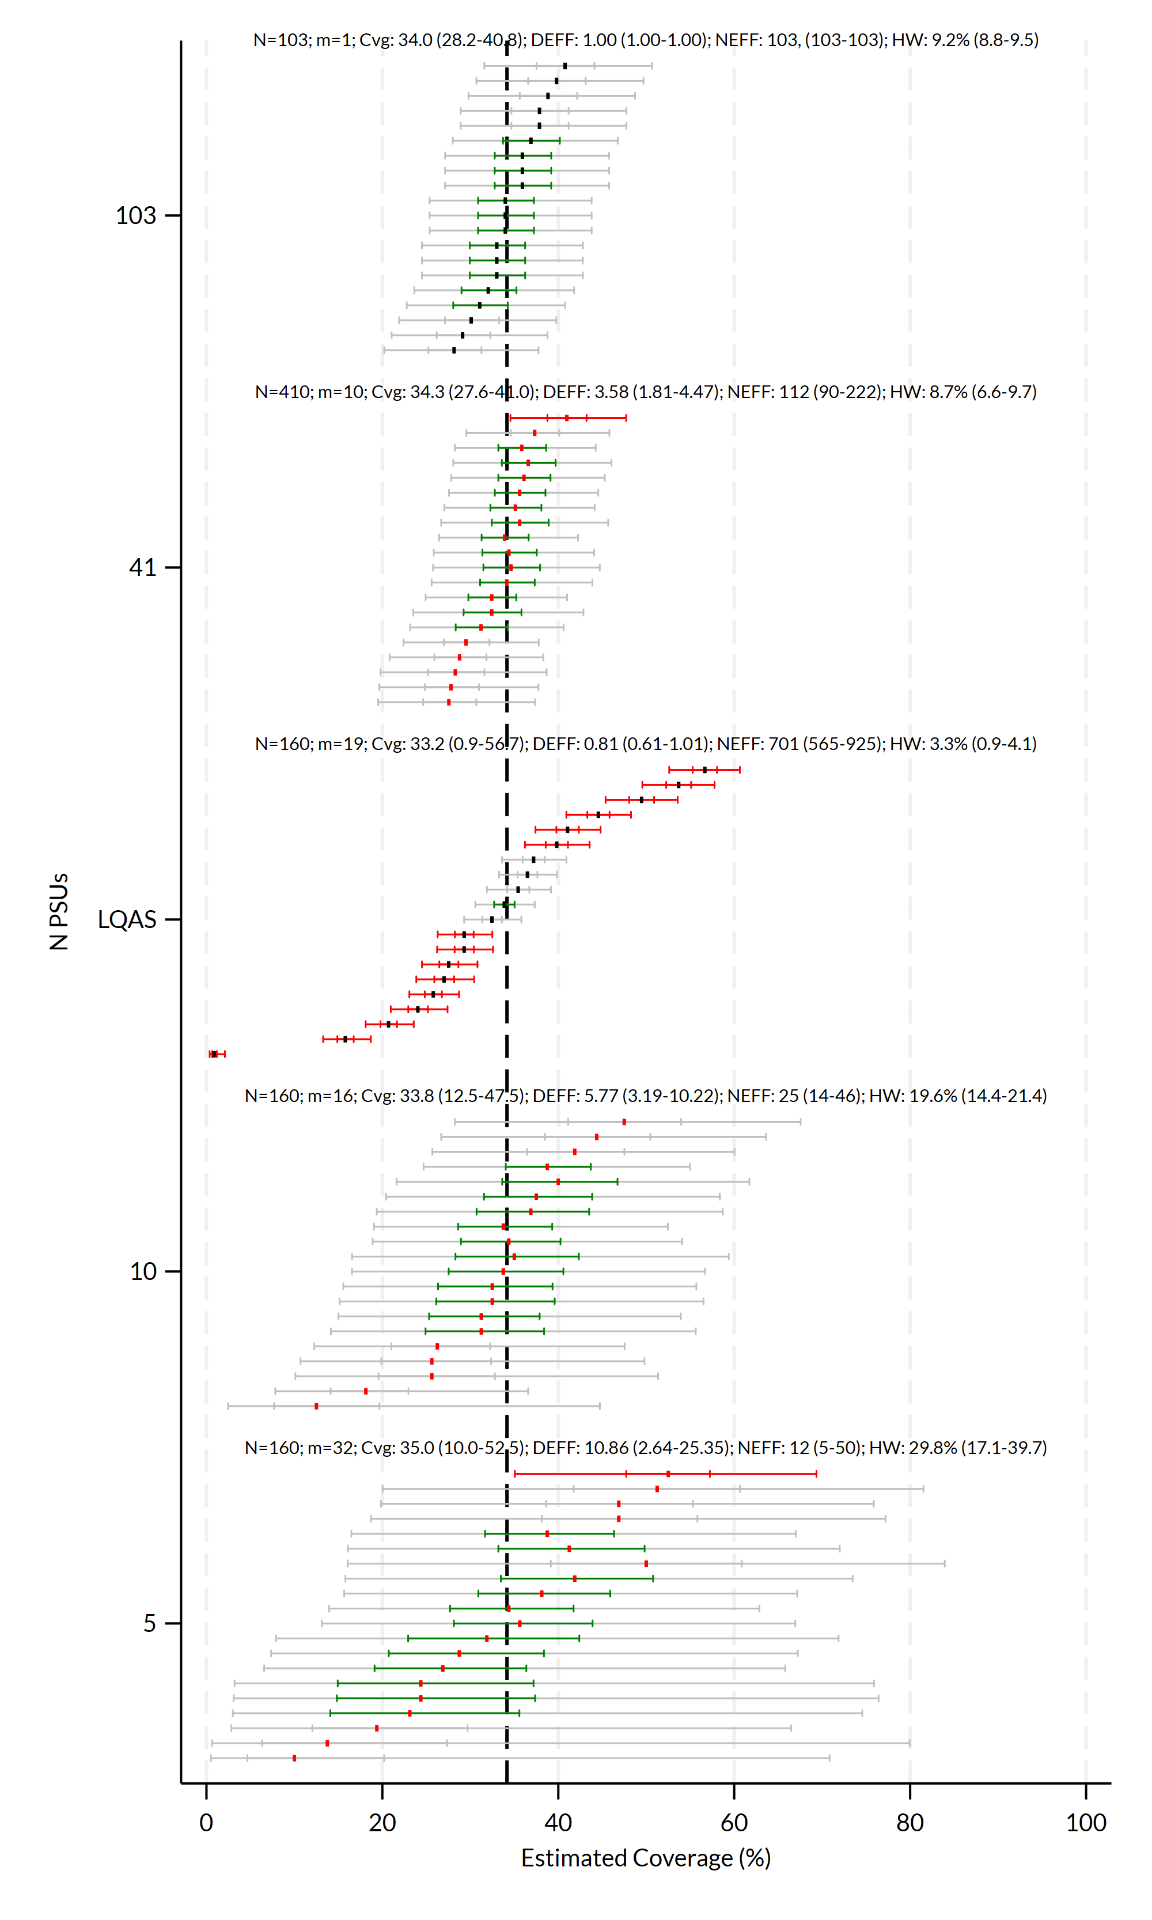 N=103; m=1; Cvg: 34.0 (28.2-40.8); DEFF: 1.00 (1.00-1.00); NEFF: 103, (103-103); HW: 9.2% (8.8-9.5)
103
N=410; m=10; Cvg: 34.3 (27.6-41.0); DEFF: 3.58 (1.81-4.47); NEFF: 112 (90-222); HW: 8.7% (6.6-9.7)
41
N=160; m=19; Cvg: 33.2 (0.9-56.7); DEFF: 0.81 (0.61-1.01); NEFF: 701 (565-925); HW: 3.3% (0.9-4.1)
N PSUs
LQAS
N=160; m=16; Cvg: 33.8 (12.5-47.5); DEFF: 5.77 (3.19-10.22); NEFF: 25 (14-46); HW: 19.6% (14.4-21.4)
10
N=160; m=32; Cvg: 35.0 (10.0-52.5); DEFF: 10.86 (2.64-25.35); NEFF: 12 (5-50); HW: 29.8% (17.1-39.7)
5
0 20 40 60 80 100
Estimated Coverage (%)